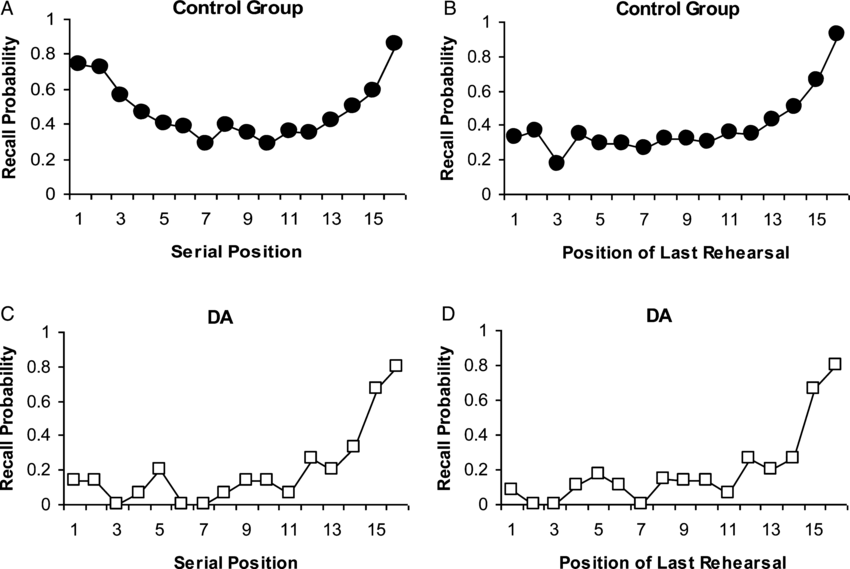 A
Control Group
Recall Probability
1
0.8
0.6
0.4
0.2
0
1 3 5 7 9 11 13 15
Serial Position
B
Control Group
Recall Probability
1
0.8
0.6
0.4
0.2
0
1 3 5 7 9 11 13 15
Position of Last Rehearsal
C
DA
Recall Probability
1
0.8
0.6
0.4
0.2
0
1 3 5 7 9 11 13 15
Serial Position
D
DA
Recall Probability
1
0.8
0.6
0.4
0.2
0
1 3 5 7 9 11 13 15
Position of Last Rehearsal